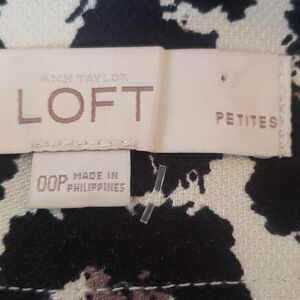 ANN TAYLOR
LOFT
PETITES
00P MADE IN
PHILIPPINES